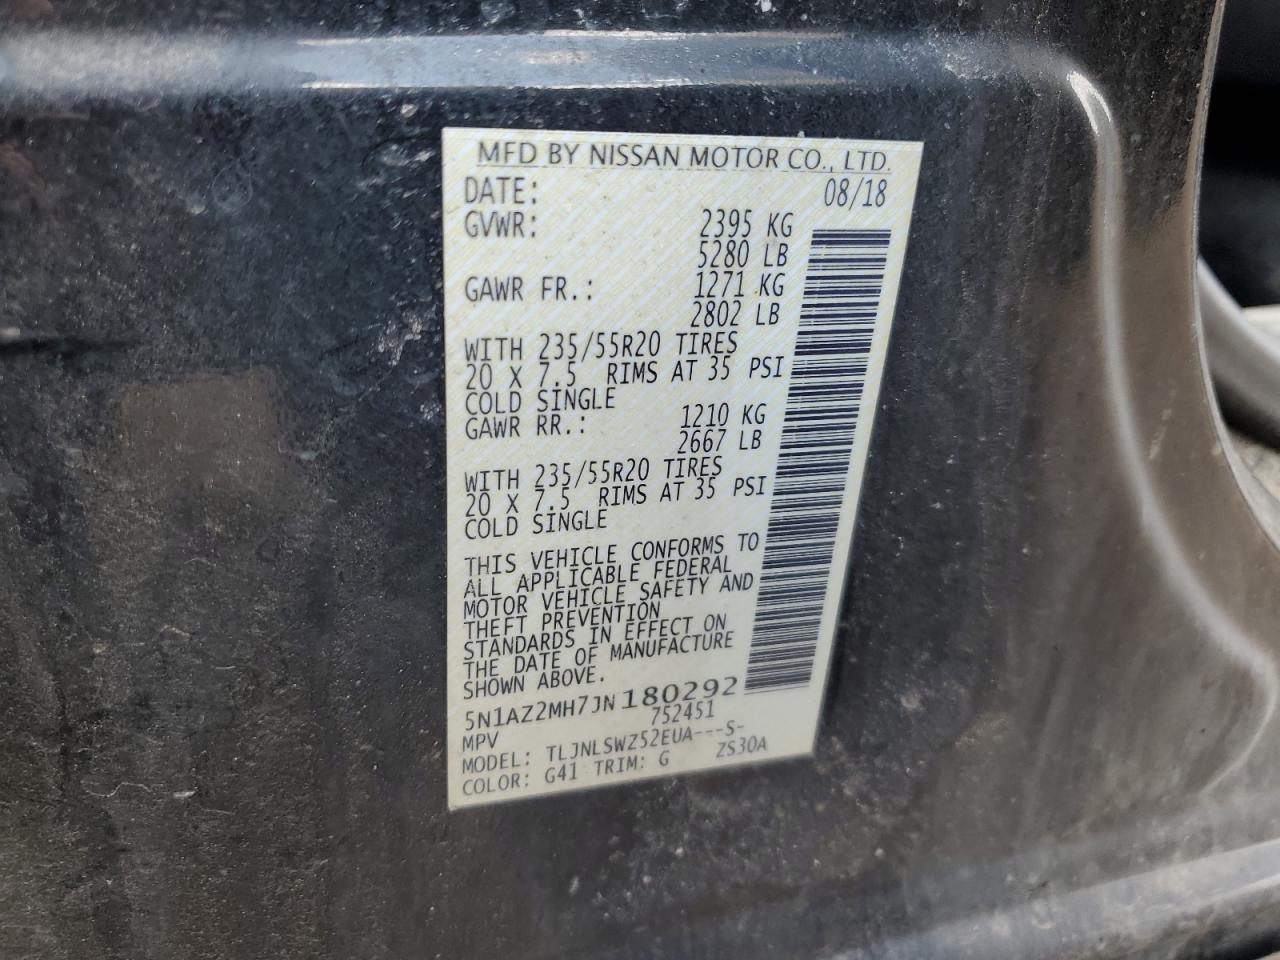 MFD BY NISSAN MOTOR CO., LTD.
DATE: 08/18
GVWR: 2395 KG
5280 LB
GAWR FR.: 1271 KG
2802 LB
WITH 235/55R20 TIRES
20 X 7.5 RIMS AT 35 PSI
COLD SINGLE
GAWR RR.: 1210 KG
2667 LB
WITH 235/55R20 TIRES
20 X 7.5 RIMS AT 35 PSI
COLD SINGLE
THIS VEHICLE CONFORMS TO
ALL APPLICABLE FEDERAL
MOTOR VEHICLE SAFETY AND
THEFT PREVENTION
STANDARDS IN EFFECT ON
THE DATE OF MANUFACTURE
SHOWN ABOVE.
5N1AZ2MH7JN180292
MPV 752451
MODEL: TLJNLSWZ52EUA---S-
COLOR: G41 TRIM: G ZS30A